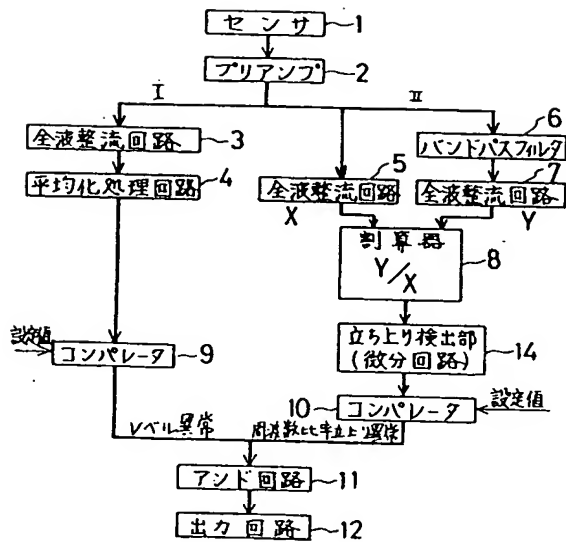 センサ 1
プリアンプ 2
I II
全液整流回路 3
6
バンドパスフィルタ
平均化処理回路 4
5
全液整流回路
7
全液整流回路
X Y
割算器
Y/X
8
立ち上り検出部
(微分回路)
14
設定値
コンパレータ 9
10 コンパレータ
設定値
レベル異常
周波数比率立上り異常
アンド回路 11
出力回路 12